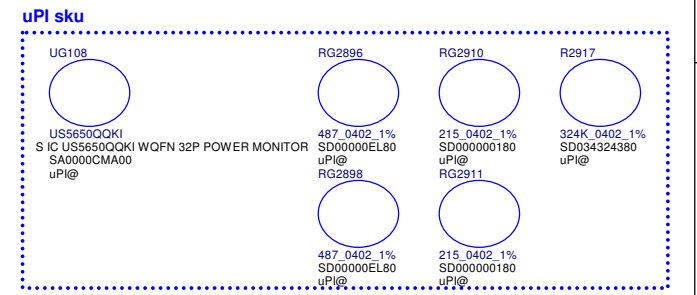 uPI sku
UG108
US5650QQKI
S IC US5650QQKI WQFN 32P POWER MONITOR
SA0000CMA00
uPI@
RG2896
487_0402_1%
SD00000EL80
uPI@
RG2910
215_0402_1%
SD000000180
uPI@
R2917
324K_0402_1%
SD034324380
uPI@
RG2898
487_0402_1%
SD00000EL80
uPI@
RG2911
215_0402_1%
SD000000180
uPI@